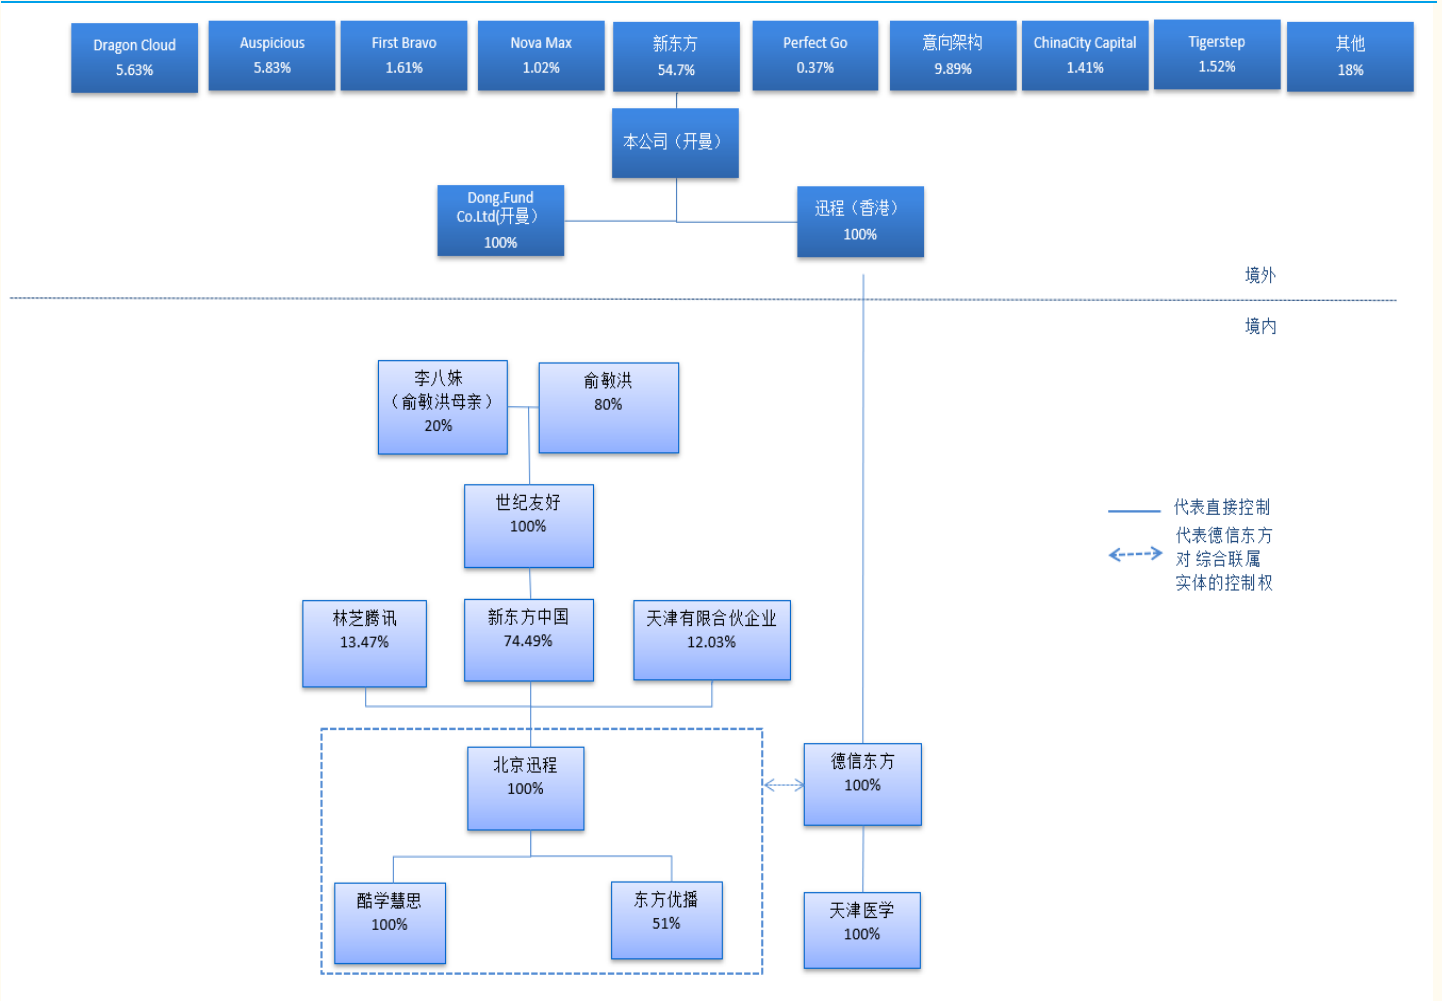 Dragon Cloud
5.63%
Auspicious
5.83%
First Bravo
1.61%
Nova Max
1.02%
新东方
54.7%
Perfect Go
0.37%
意向架构
9.89%
ChinaCity Capital
1.41%
Tigerstep
1.52%
其他
18%
本公司（开曼）
Dong.Fund
Co.Ltd(开曼）
100%
迅程（香港）
100%
境外
境内
李八妹
（俞敏洪母亲）
20%
俞敏洪
80%
世纪友好
100%
代表直接控制
代表德信东方
对 综合联属
实体的控制权
林芝腾讯
13.47%
新东方中国
74.49%
天津有限合伙企业
12.03%
北京迅程
100%
德信东方
100%
酷学慧思
100%
东方优播
51%
天津医学
100%